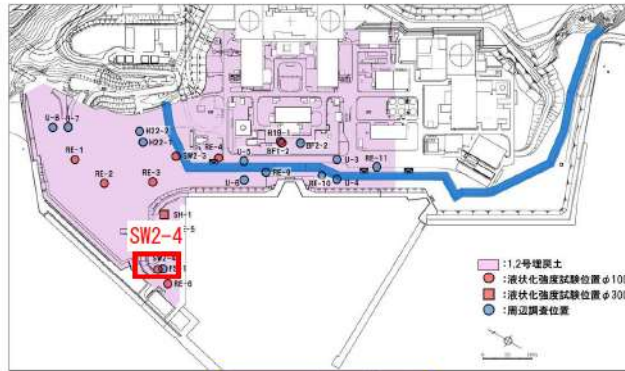 U-8
U-7
H22-2
H22-7
RE-1
RE-2
RE-3
SW2-3
RE-4
H19-1
BF1-2
BF2-2
U-5
U-6
RE-9
RE-10
U-3
U-4
RE-11
SH-1
SW2-4
RE-6
:1,2号埋戻土
:液状化強度試験位置φ100
:液状化強度試験位置φ300
:周辺調査位置